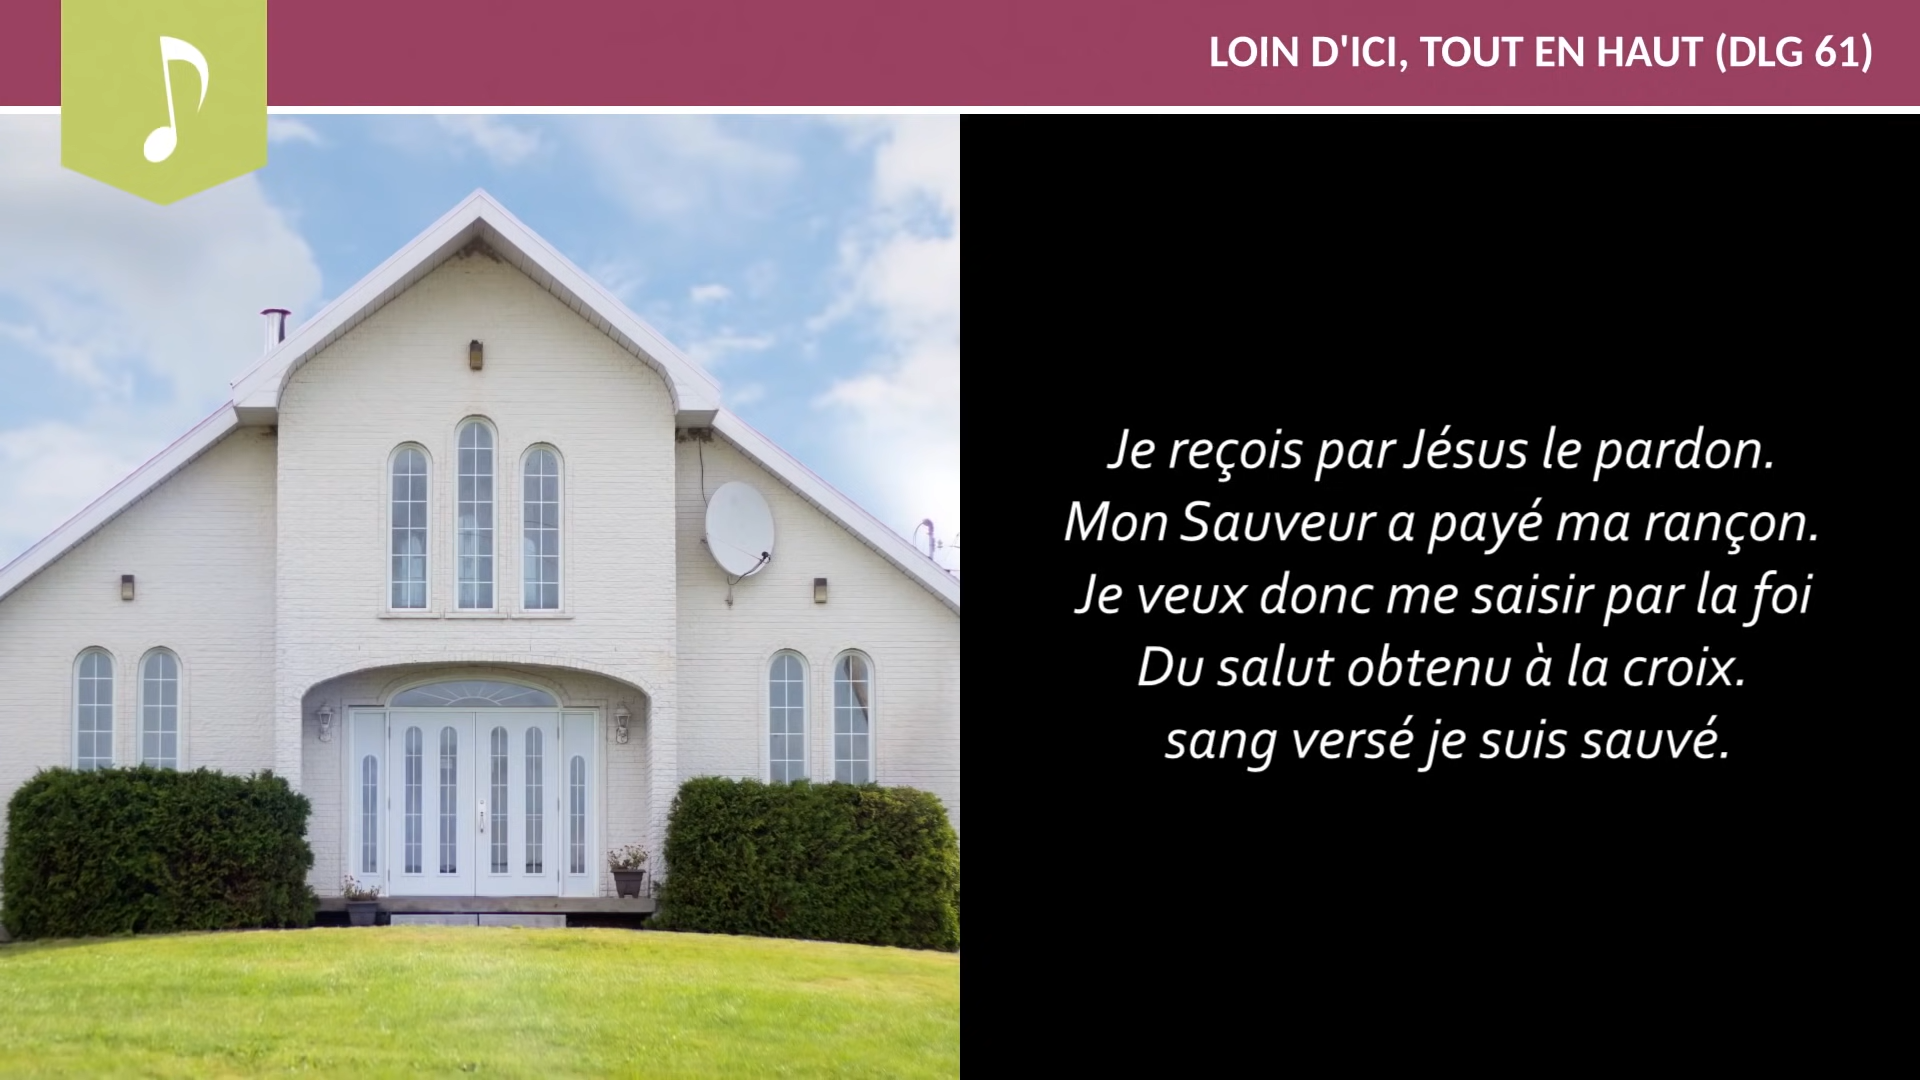 LOIN D'ICI, TOUT EN HAUT (DLG 61)
Je reçois par Jésus le pardon.
Mon Sauveur a payé ma rançon.
Je veux donc me saisir par la foi
Du salut obtenu à la croix.
sang versé je suis sauvé.